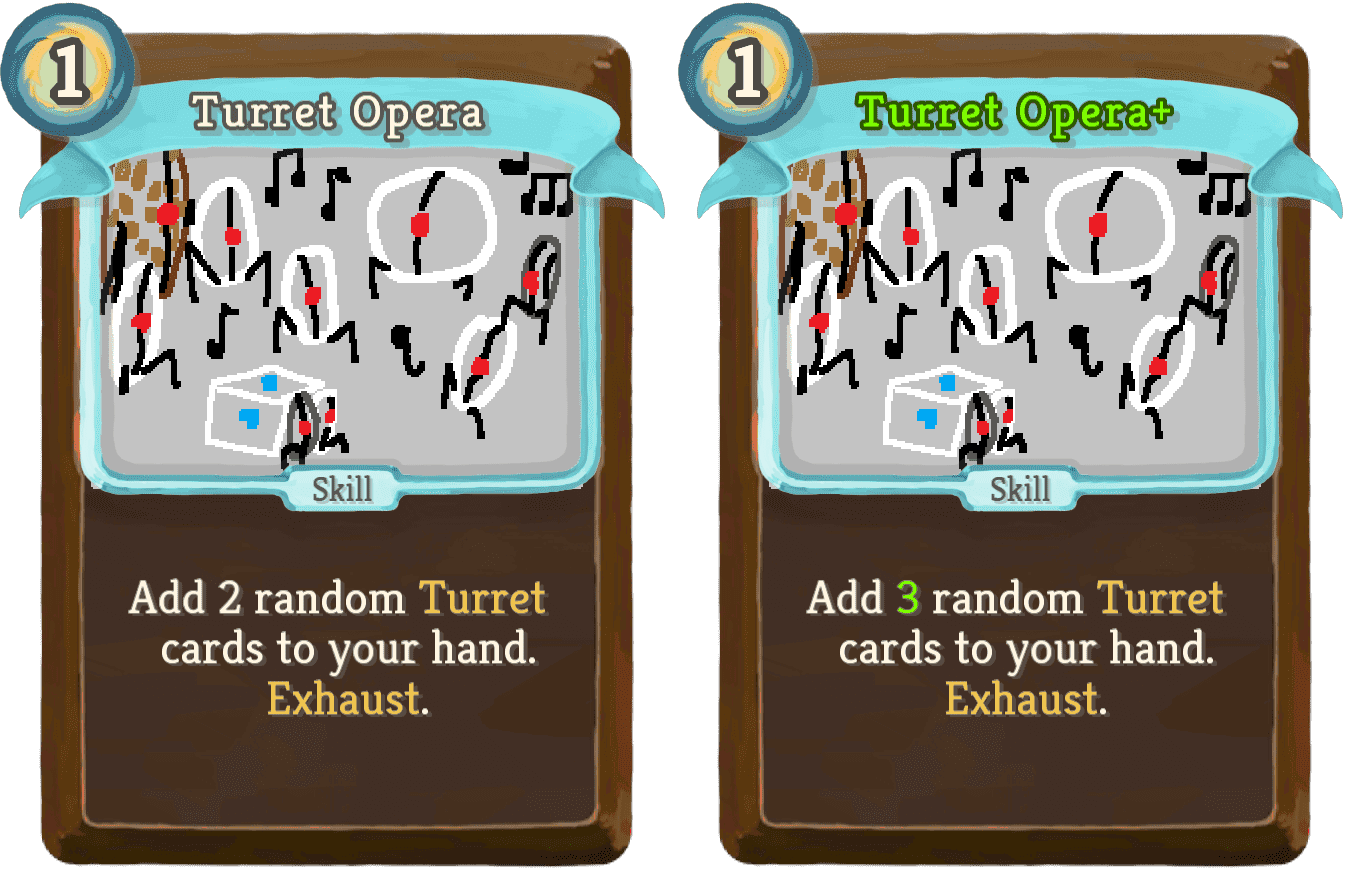 1
Turret Opera
Skill
Add 2 random Turret
cards to your hand.
Exhaust.
1
Turret Opera+
Skill
Add 3 random Turret
cards to your hand.
Exhaust.